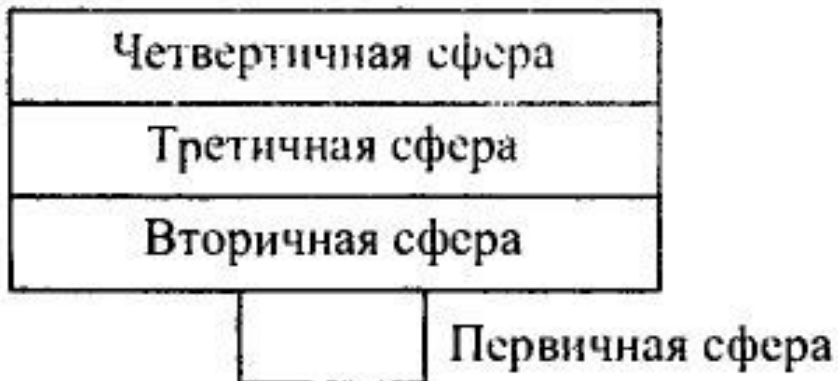 Четвертичная сфера
Третичная сфера
Вторичная сфера
Первичная сфера